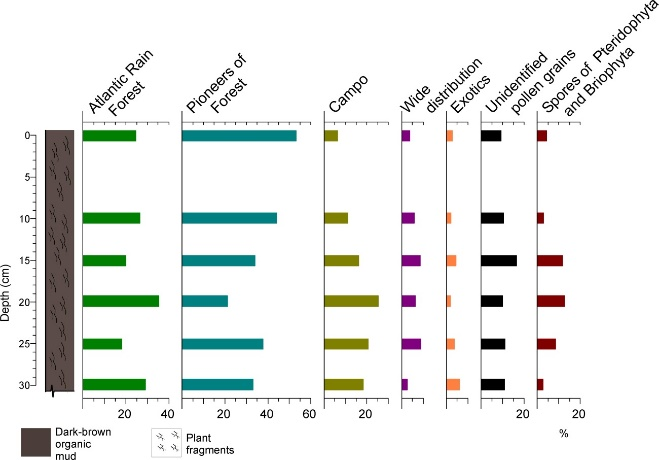 Atlantic Rain
Forest
Pioneers of
Forest
Campo
Wide
distribution
Exotics
Unidentified
pollen grains
Spores of Pteridophyta
and Briophyta
0
5
10
15
20
25
30
Depth (cm)
20 40
20 40 60
20
20
20
%
Dark-brown
organic
mud
Plant
fragments